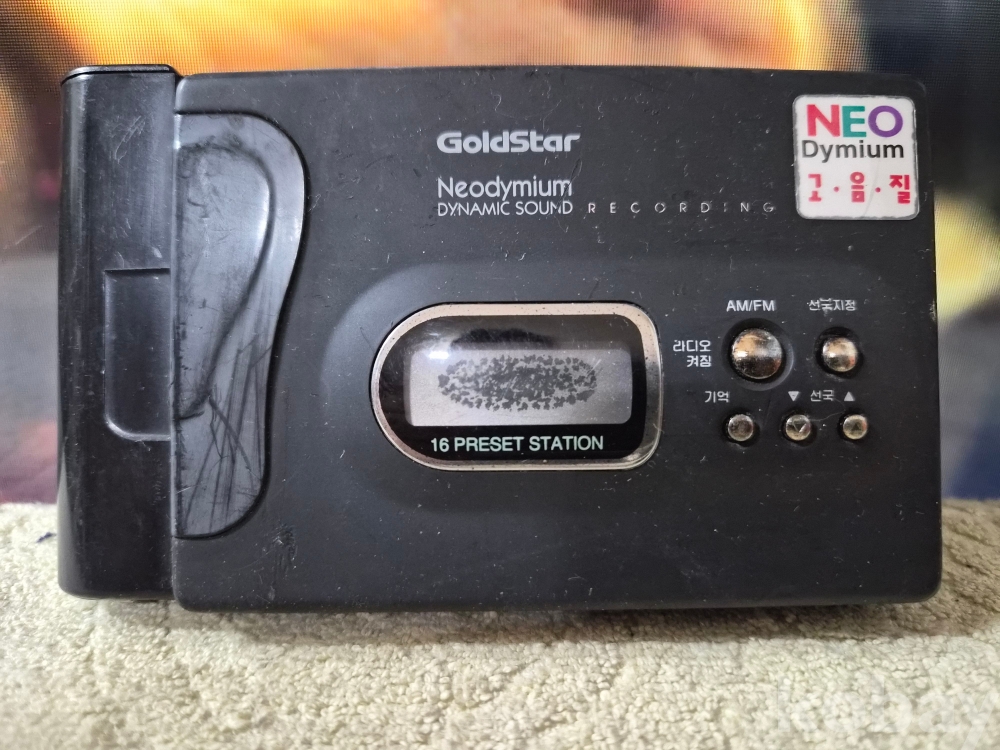 GoldStar
Neodymium
DYNAMIC SOUND RECORDING
NEO
Dymium
고·음·질
AM/FM
선국지정
라디오
켜짐
기억
▼ 선국 ▲
16 PRESET STATION